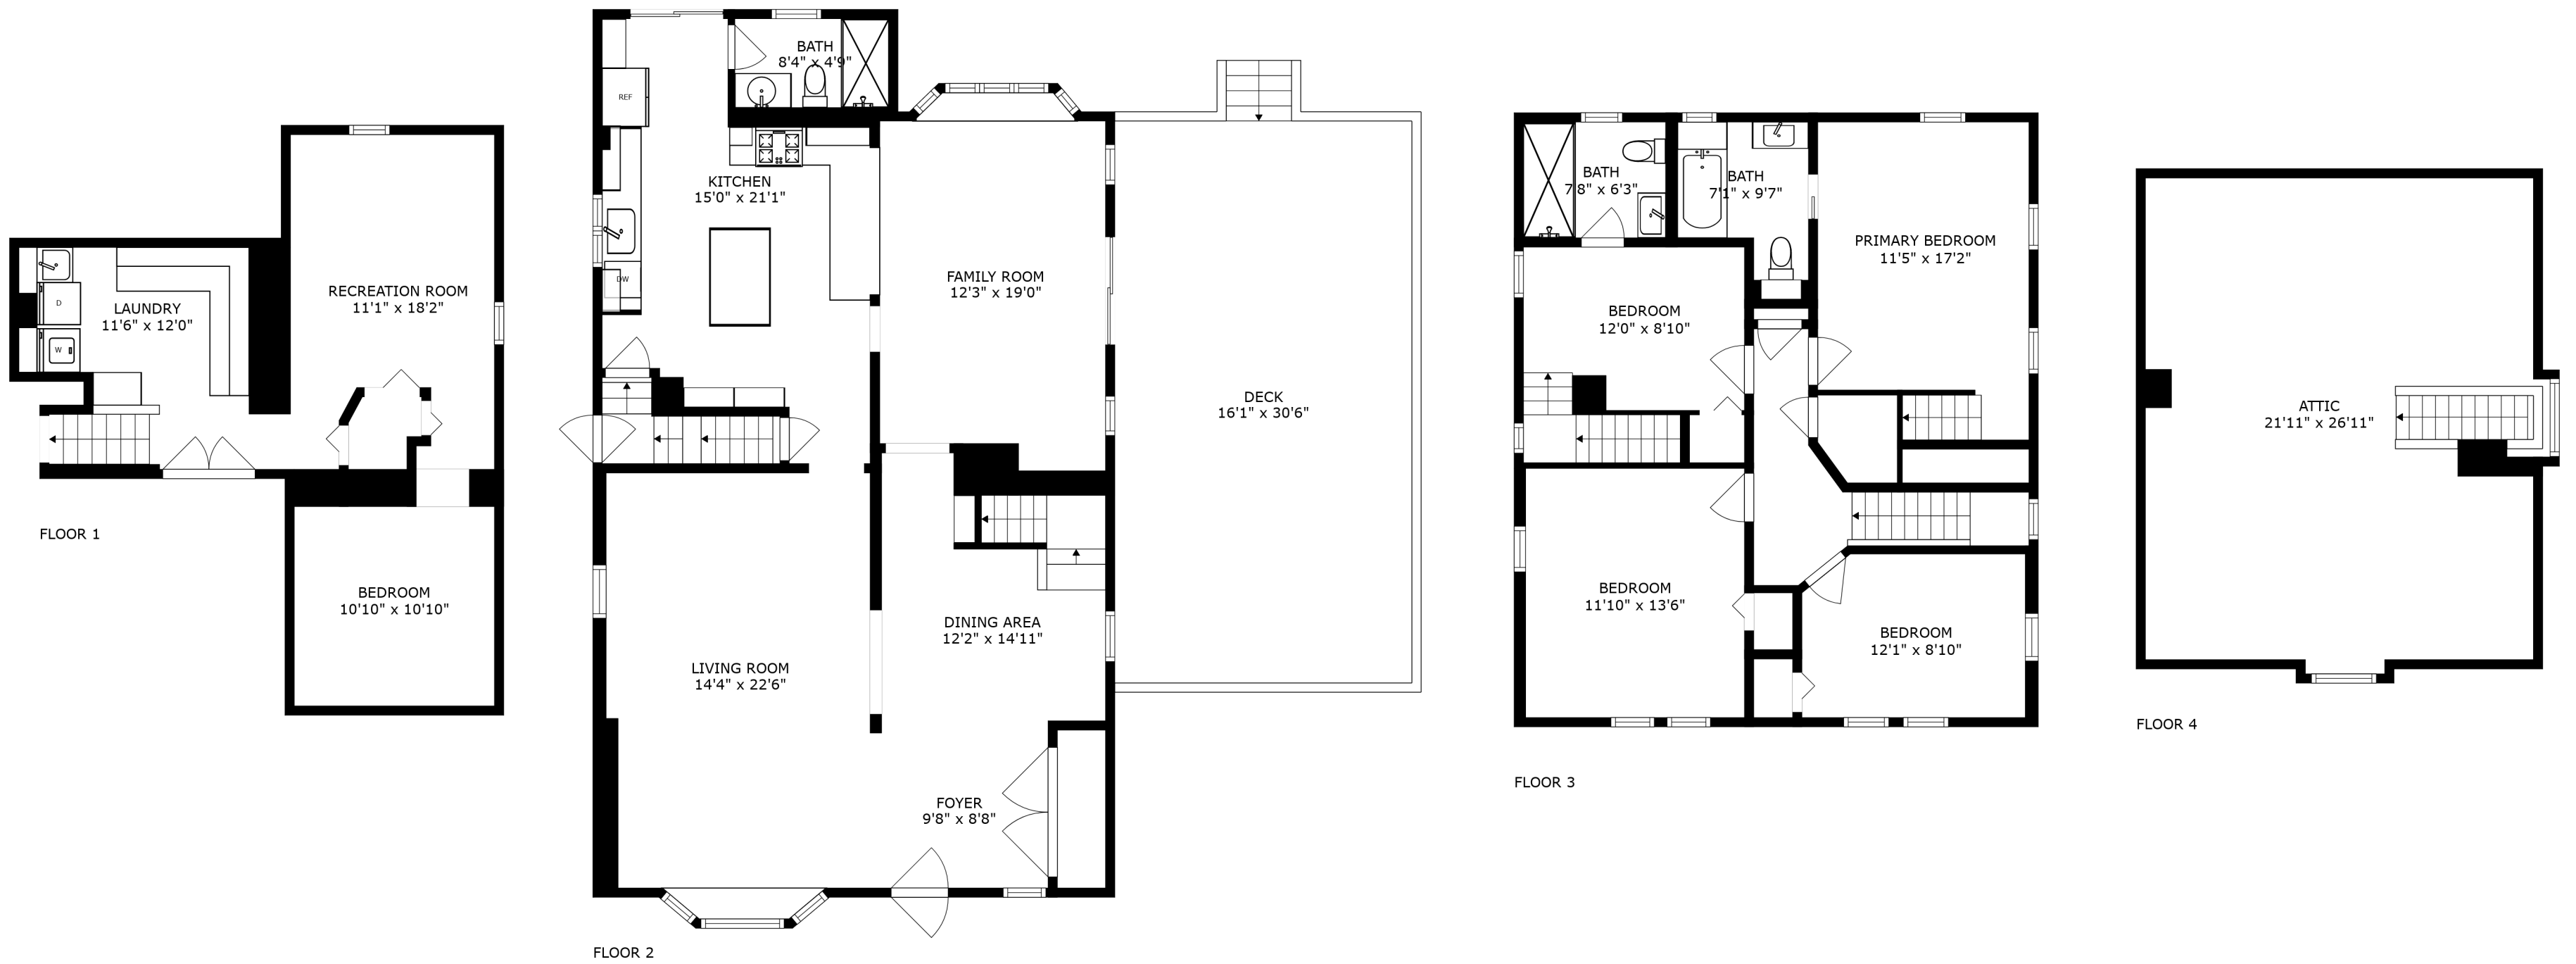 LAUNDRY
11'6" x 12'0"
D
W
RECREATION ROOM
11'1" x 18'2"
BEDROOM
10'10" x 10'10"
FLOOR 1
BATH
8'4" x 4'9"
REF
KITCHEN
15'0" x 21'1"
DW
FAMILY ROOM
12'3" x 19'0"
DECK
16'1" x 30'6"
DINING AREA
12'2" x 14'11"
LIVING ROOM
14'4" x 22'6"
FOYER
9'8" x 8'8"
FLOOR 2
BATH
7'8" x 6'3"
BATH
7'1" x 9'7"
PRIMARY BEDROOM
11'5" x 17'2"
BEDROOM
12'0" x 8'10"
BEDROOM
11'10" x 13'6"
BEDROOM
12'1" x 8'10"
FLOOR 3
ATTIC
21'11" x 26'11"
FLOOR 4